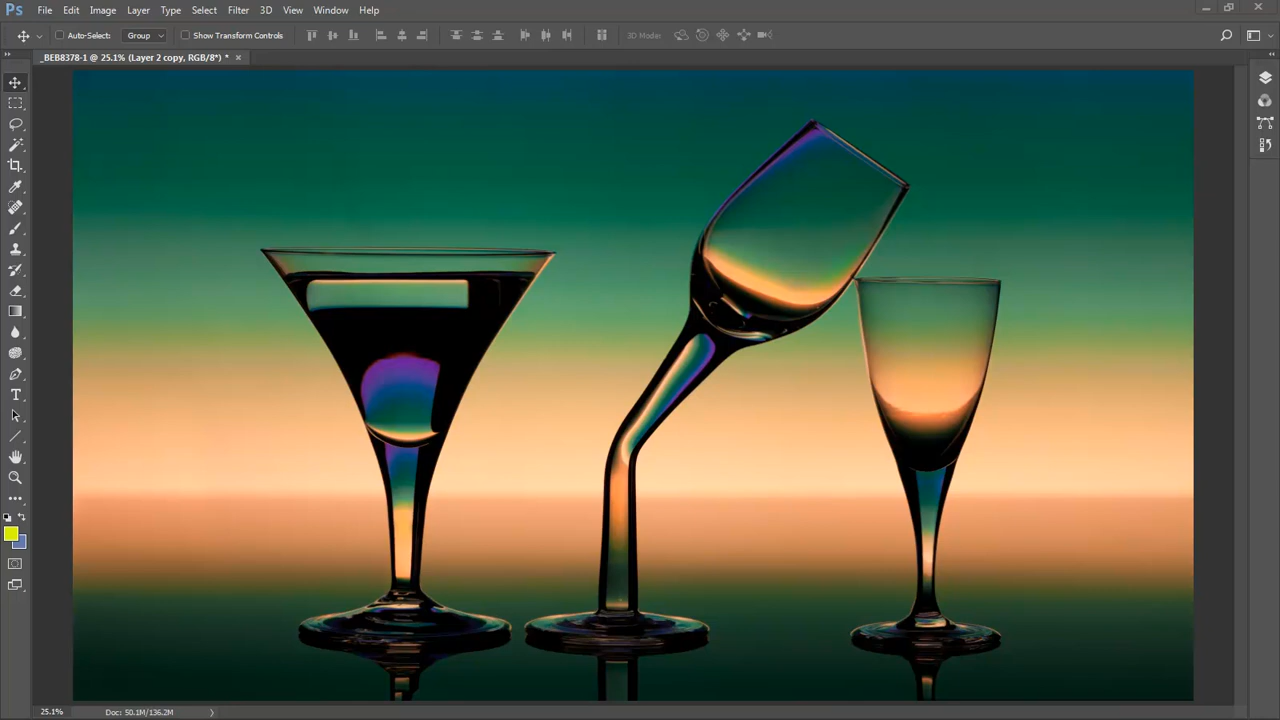 Ps File Edit Image Layer Type Select Filter 3D View Window Help
Auto-Select: Group Show Transform Controls 3D Mode:
_BEB8378-1 @ 25.1% (Layer 2 copy, RGB/8*) * ×
25.1% Doc: 50.1M/136.2M